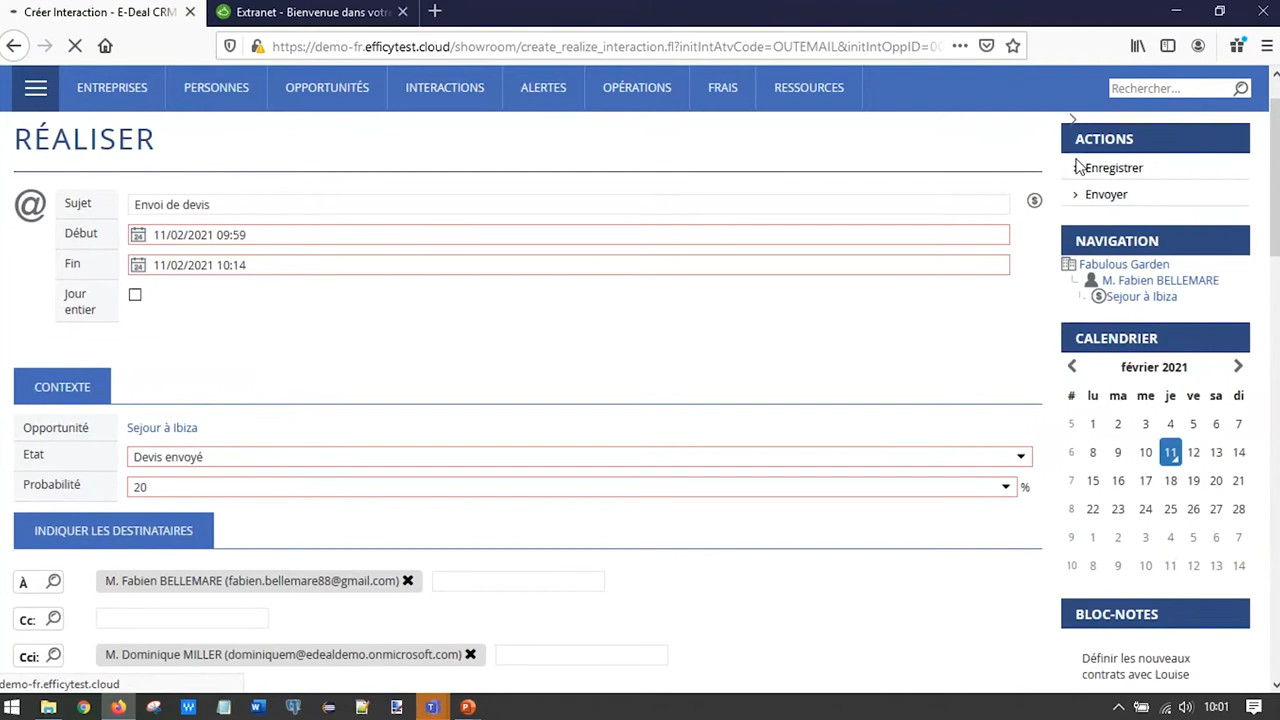 Créer Interaction - E-Deal CRM
Extranet - Bienvenue dans votr
https://demo-fr.efficytest.cloud/showroom/create_realize_interaction.fl?initIntAtvCode=OUTEMAIL&initIntOppID=00
ENTREPRISES PERSONNES OPPORTUNITÉS INTERACTIONS ALERTES OPÉRATIONS FRAIS RESSOURCES
Rechercher...
RÉALISER
Sujet Envoi de devis
Début 11/02/2021 09:59
Fin 11/02/2021 10:14
Jour
entier
CONTEXTE
Opportunité Sejour à Ibiza
Etat Devis envoyé
Probabilité 20 %
INDIQUER LES DESTINATAIRES
À M. Fabien BELLEMARE (fabien.bellemare88@gmail.com)
Cc:
Cci: M. Dominique MILLER (dominiquem@edealdemo.onmicrosoft.com)
demo-fr.efficytest.cloud
ACTIONS
Enregistrer
Envoyer
NAVIGATION
Fabulous Garden
M. Fabien BELLEMARE
Sejour à Ibiza
CALENDRIER
février 2021
# lu ma me je ve sa di
5 1 2 3 4 5 6 7
6 8 9 10 11 12 13 14
7 15 16 17 18 19 20 21
8 22 23 24 25 26 27 28
9 1 2 3 4 5 6 7
10 8 9 10 11 12 13 14
BLOC-NOTES
Définir les nouveaux
contrats avec Louise
10:01